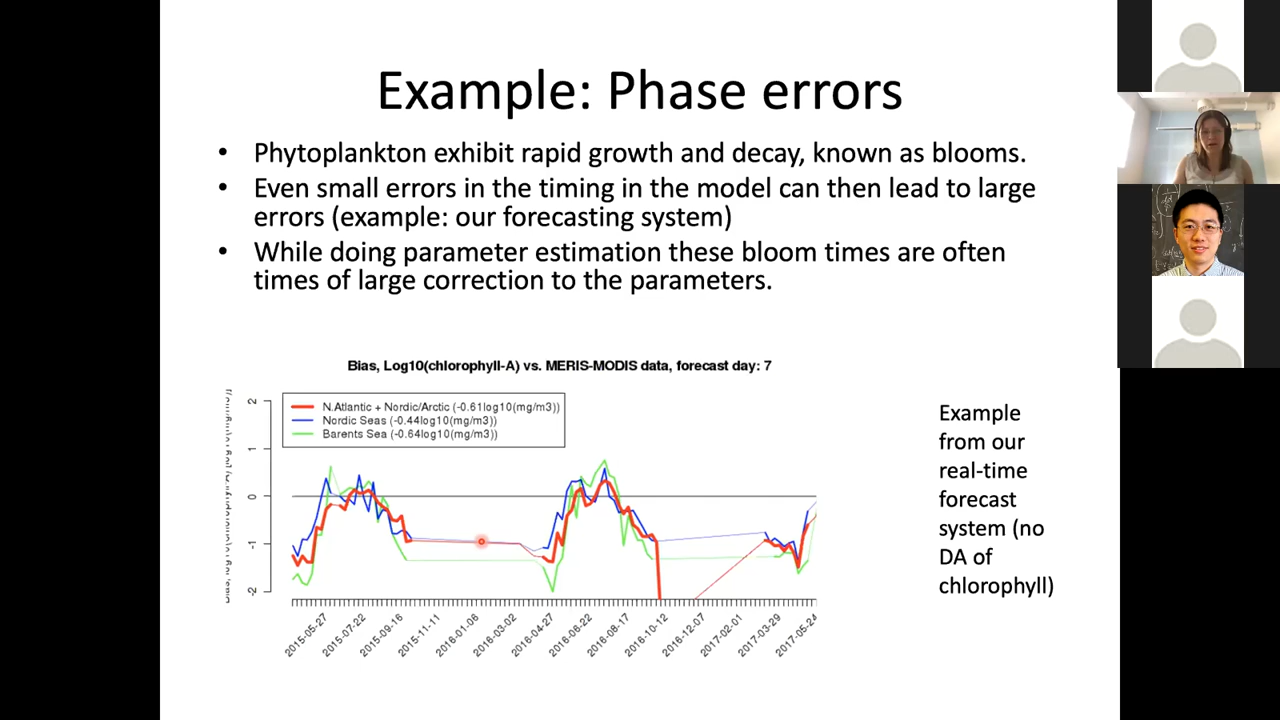 Example: Phase errors
• Phytoplankton exhibit rapid growth and decay, known as blooms.
• Even small errors in the timing in the model can then lead to large
errors (example: our forecasting system)
• While doing parameter estimation these bloom times are often
times of large correction to the parameters.
Bias, Log10(chlorophyll-A) vs. MERIS-MODIS data, forecast day: 7
N.Atlantic + Nordic/Arctic (-0.61log10(mg/m3))
Nordic Seas (-0.44log10(mg/m3))
Barents Sea (-0.64log10(mg/m3))
2
1
0
-1
-2
2015-05-27
2015-07-22
2015-09-16
2015-11-11
2016-01-06
2016-03-02
2016-04-27
2016-06-22
2016-08-17
2016-10-12
2016-12-07
2017-02-01
2017-03-29
2017-05-24
Example
from our
real-time
forecast
system (no
DA of
chlorophyll)